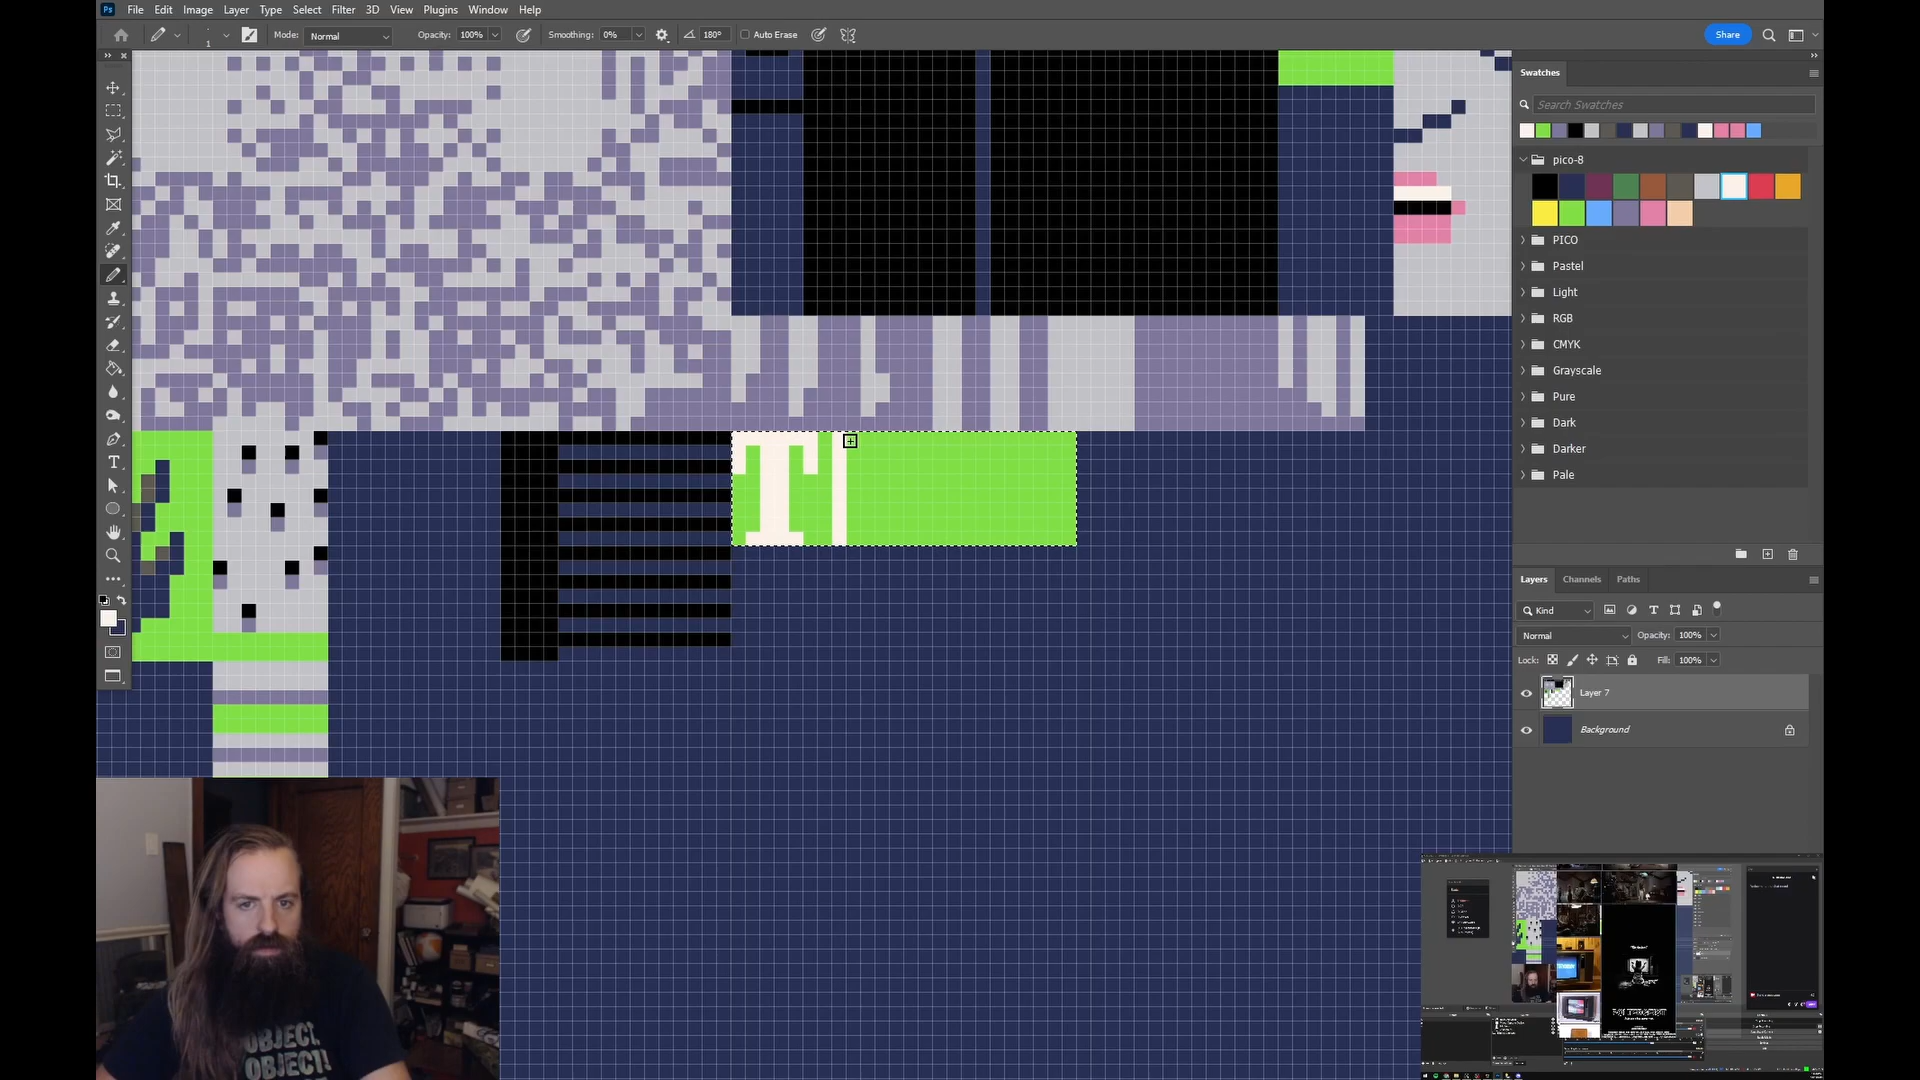 Ps File Edit Image Layer Type Select Filter 3D View Plugins Window Help
1 Mode: Normal Opacity: 100% Smoothing: 0% 180° Auto Erase Share
Swatches
Search Swatches
pico-8
PICO
Pastel
Light
RGB
CMYK
Grayscale
Pure
Dark
Darker
Pale
Layers Channels Paths
Kind
Normal Opacity: 100%
Lock: Fill: 100%
Layer 7
Background
OBJECT,
OBJECT!